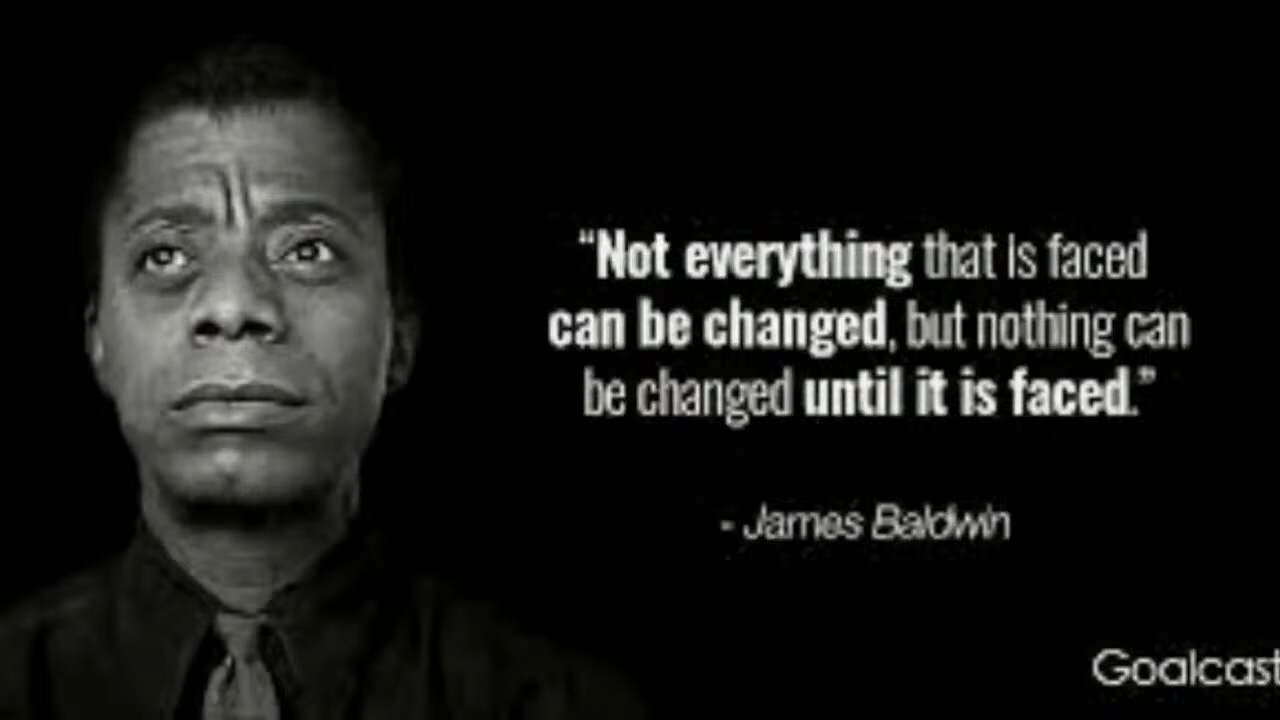 “Not everything that is faced
can be changed, but nothing can
be changed until it is faced.”
- James Baldwin
Goalcast